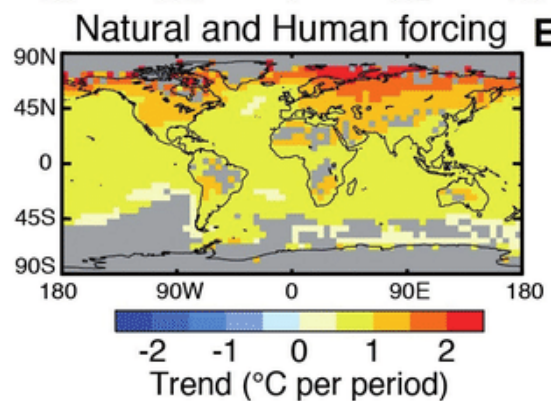 Natural and Human forcing E
90N
45N
0
45S
90S
180 90W 0 90E 180
-2 -1 0 1 2
Trend (°C per period)